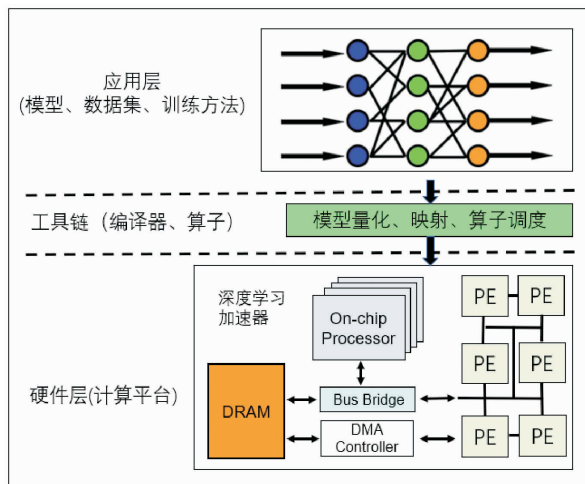 应用层
(模型、数据集、训练方法)
工具链（编译器、算子）
模型量化、映射、算子调度
硬件层(计算平台)
深度学习
加速器
On-chip
Processor
DRAM
Bus Bridge
DMA
Controller
PE
PE
PE
PE
PE
PE